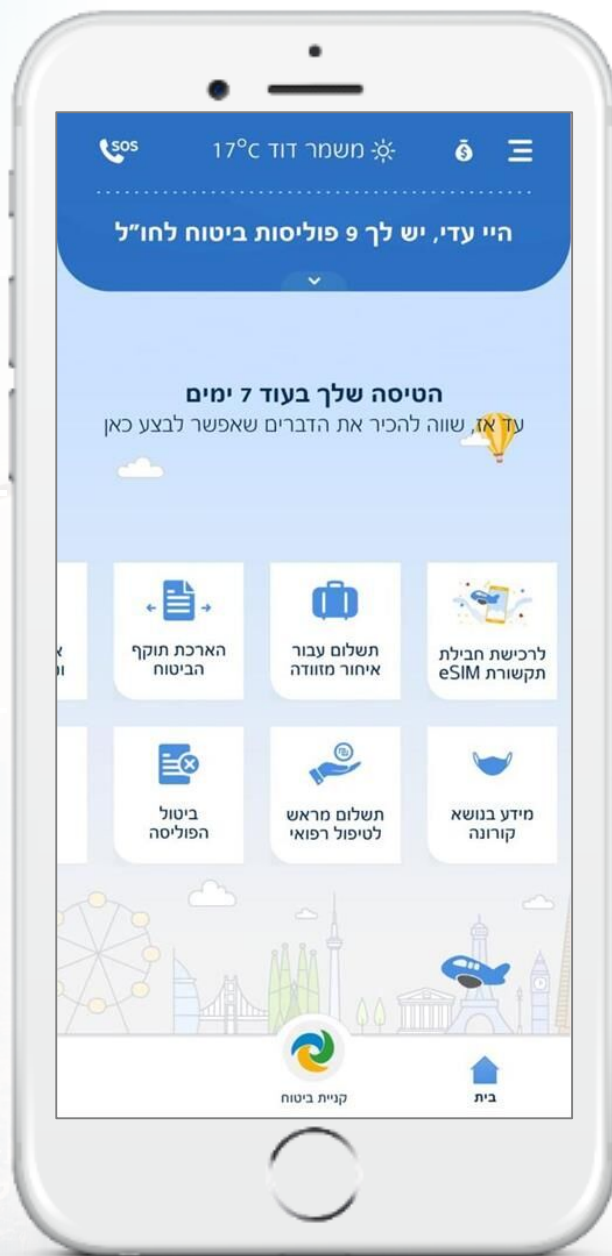 SOS
משמר דוד 17°C
היי עדי, יש לך 9 פוליסות ביטוח לחו"ל
הטיסה שלך בעוד 7 ימים
עד אז, שווה להכיר את הדברים שאפשר לבצע כאן
לרכישת חבילת
תקשורת eSIM
תשלום עבור
איחור מזוודה
הארכת תוקף
הביטוח
מידע בנושא
קורונה
תשלום מראש
לטיפול רפואי
ביטול
הפוליסה
בית
קניית ביטוח